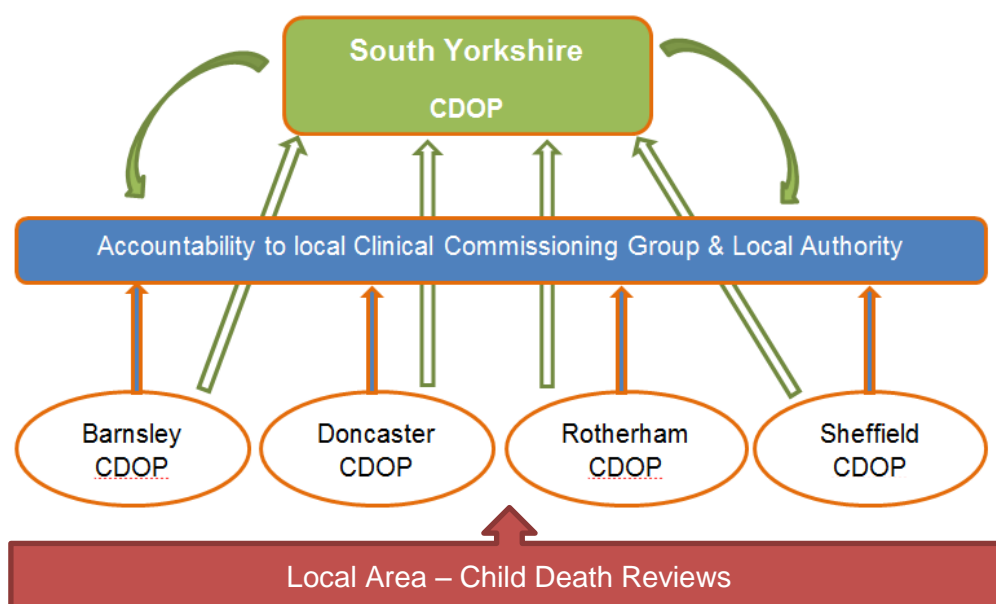 South Yorkshire
CDOP
Accountability to local Clinical Commissioning Group & Local Authority
Barnsley
CDOP
Doncaster
CDOP
Rotherham
CDOP
Sheffield
CDOP
Local Area – Child Death Reviews